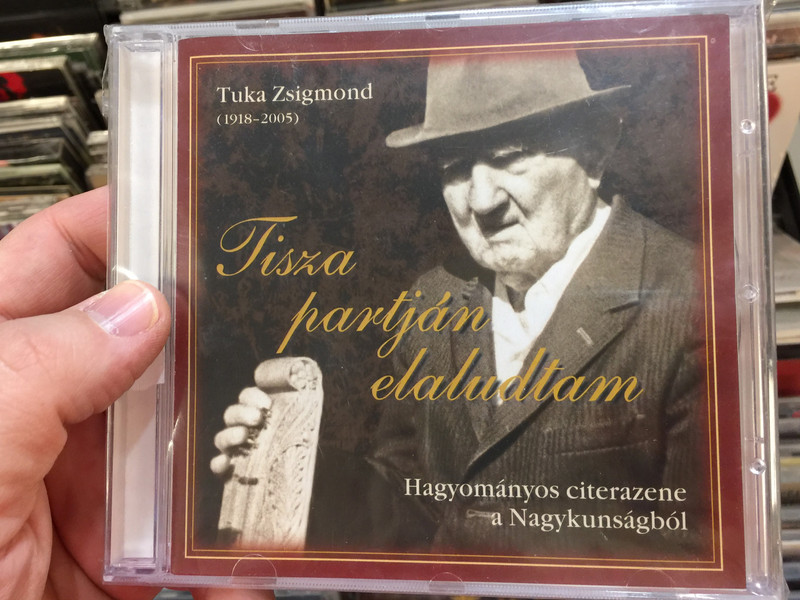 Tuka Zsigmond
(1918–2005)
Tisza
partján
elaludtam
Hagyományos citerazene
a Nagykunságból